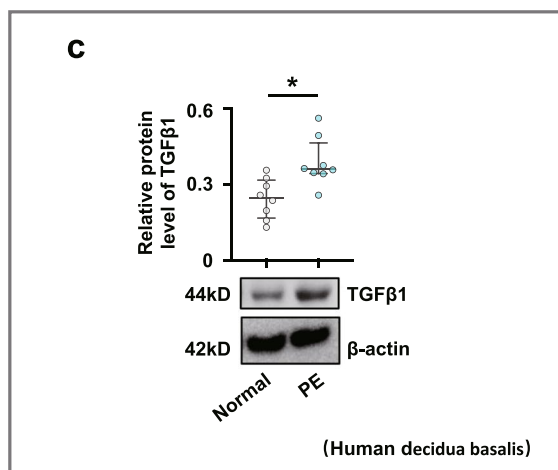 c
*
Relative protein
level of TGFβ1
0.6
0.3
0
44kD
TGFβ1
42kD
β-actin
Normal
PE
(Human decidua basalis)